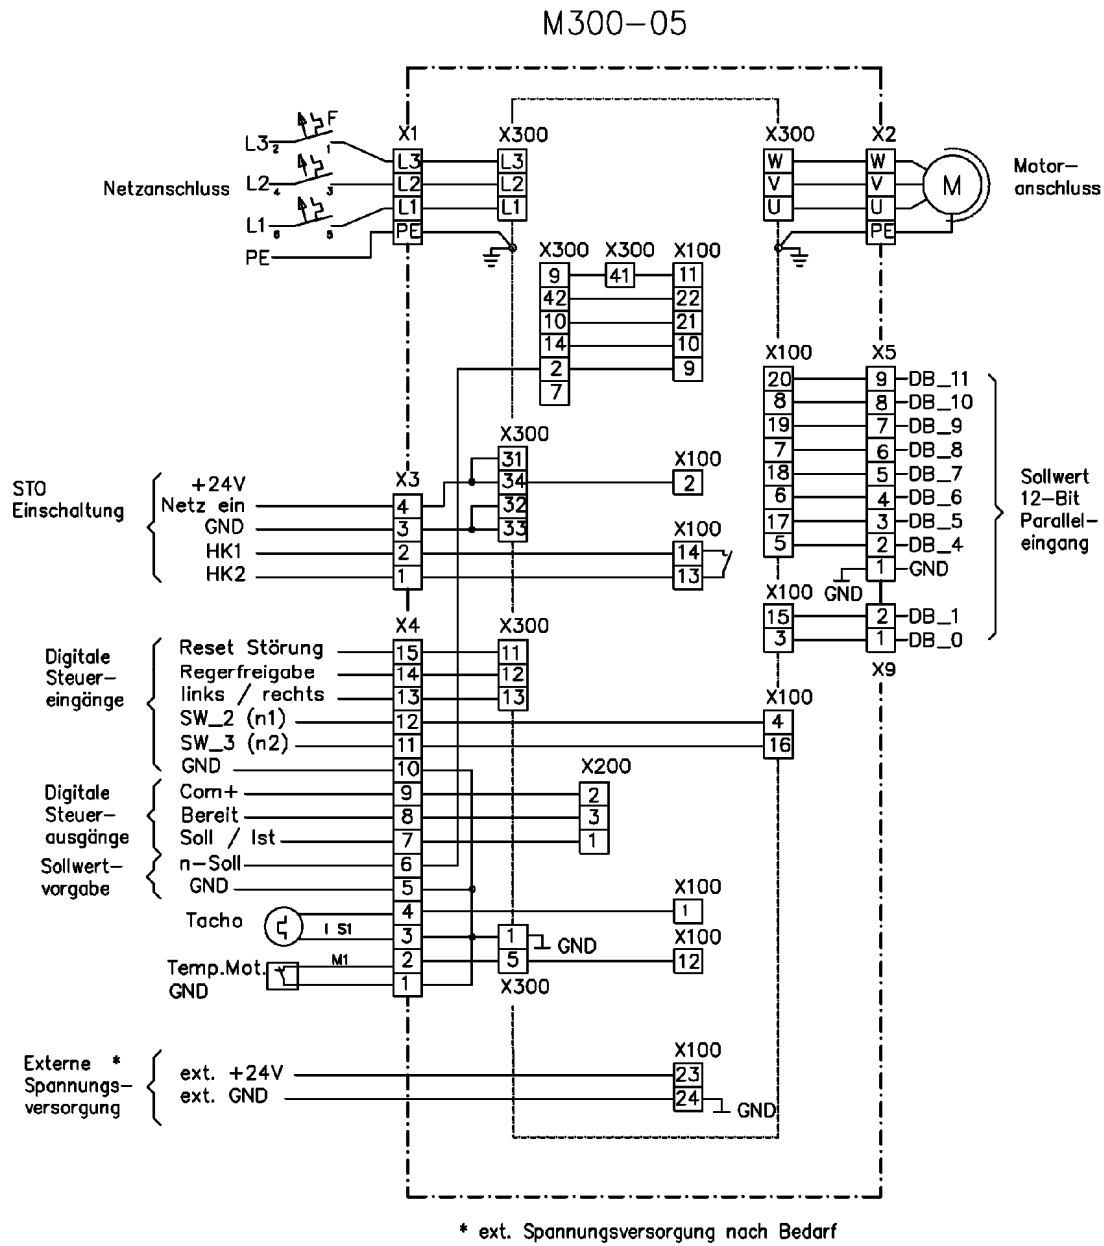 M300-05
X1 X300 X300 X2
L3 2 1 F L3 L3 W W
Netzanschluss L2 4 3 L2 L2 V V M Motor-
anschluss
L1 6 5 L1 L1 U U
PE PE PE
X300 X300 X100
9 41 11
42 22
10 21
14 10
2 9
7
X100 X5
20 9 DB_11
8 8 DB_10
19 7 DB_9
7 6 DB_8
18 5 DB_7
6 4 DB_6
17 3 DB_5
5 2 DB_4
1 GND
GND
Sollwert
12-Bit
Parallel-
eingang
X100
15 2 DB_1
3 1 DB_0
X9
STO
Einschaltung
X3 X300 X100
31
+24V 34 2
Netz ein 4 32
GND 3 33
X100
HK1 2 14
HK2 1 13
Digitale
Steuer-
eingänge
X4 X300
Reset Störung 15 11
Regerfreigabe 14 12
links / rechts 13 13
X100
SW_2 (n1) 12 4
SW_3 (n2) 11 16
GND 10
Digitale
Steuer-
ausgänge
X200
Com+ 9 2
Bereit 8 3
Soll / Ist 7 1
Sollwert-
vorgabe
n-Soll 6
GND 5
X100
Tacho 4 1
I S1 3 1 GND
X100
Temp.Mot. M1 2 5 12
GND 1
X300
Externe *
Spannungs-
versorgung
X100
ext. +24V 23
ext. GND 24 GND
* ext. Spannungsversorgung nach Bedarf